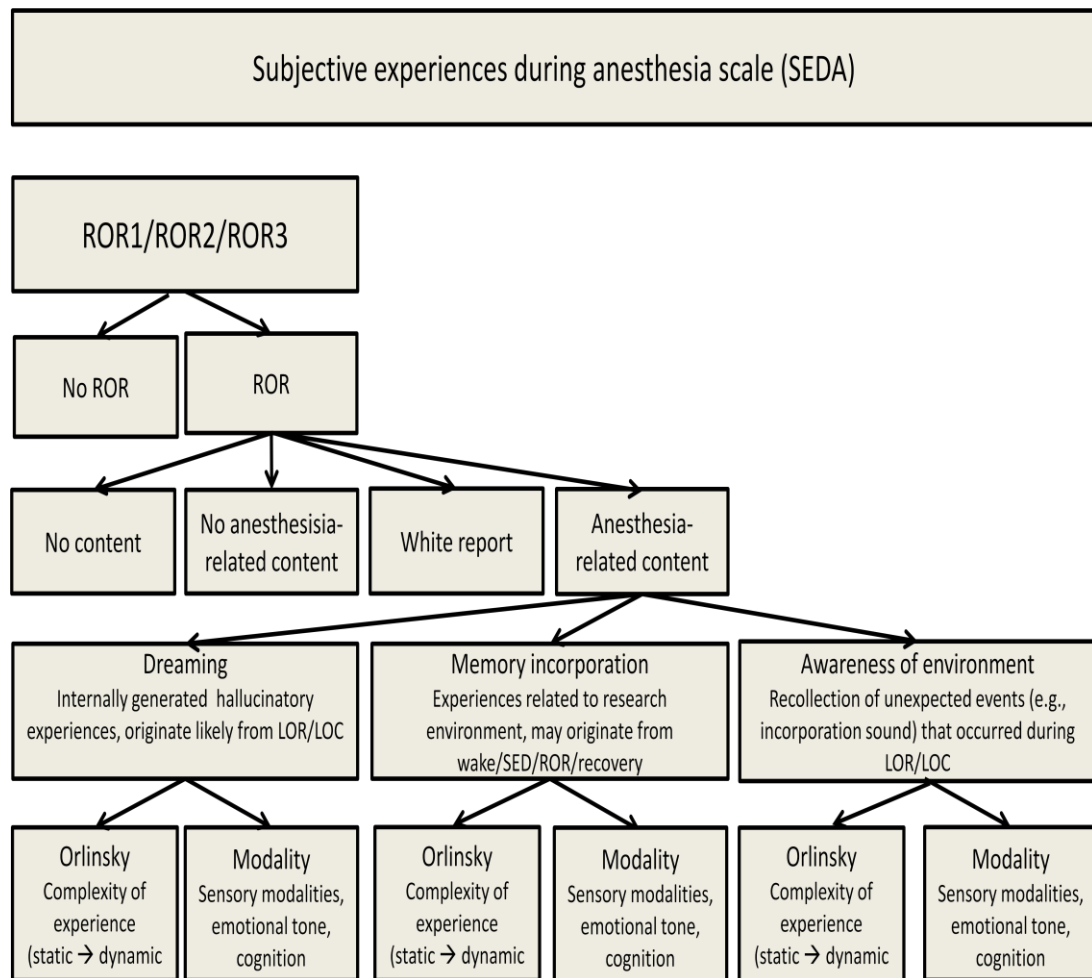 Subjective experiences during anesthesia scale (SEDA)
ROR1/ROR2/ROR3
No ROR
ROR
No content
No anesthesisia-
related content
White report
Anesthesia-
related content
Dreaming
Internally generated hallucinatory
experiences, originate likely from LOR/LOC
Memory incorporation
Experiences related to research
environment, may originate from
wake/SED/ROR/recovery
Awareness of environment
Recollection of unexpected events (e.g.,
incorporation sound) that occurred during
LOR/LOC
Orlinsky
Complexity of
experience
(static → dynamic
Modality
Sensory modalities,
emotional tone,
cognition
Orlinsky
Complexity of
experience
(static → dynamic
Modality
Sensory modalities,
emotional tone,
cognition
Orlinsky
Complexity of
experience
(static → dynamic
Modality
Sensory modalities,
emotional tone,
cognition